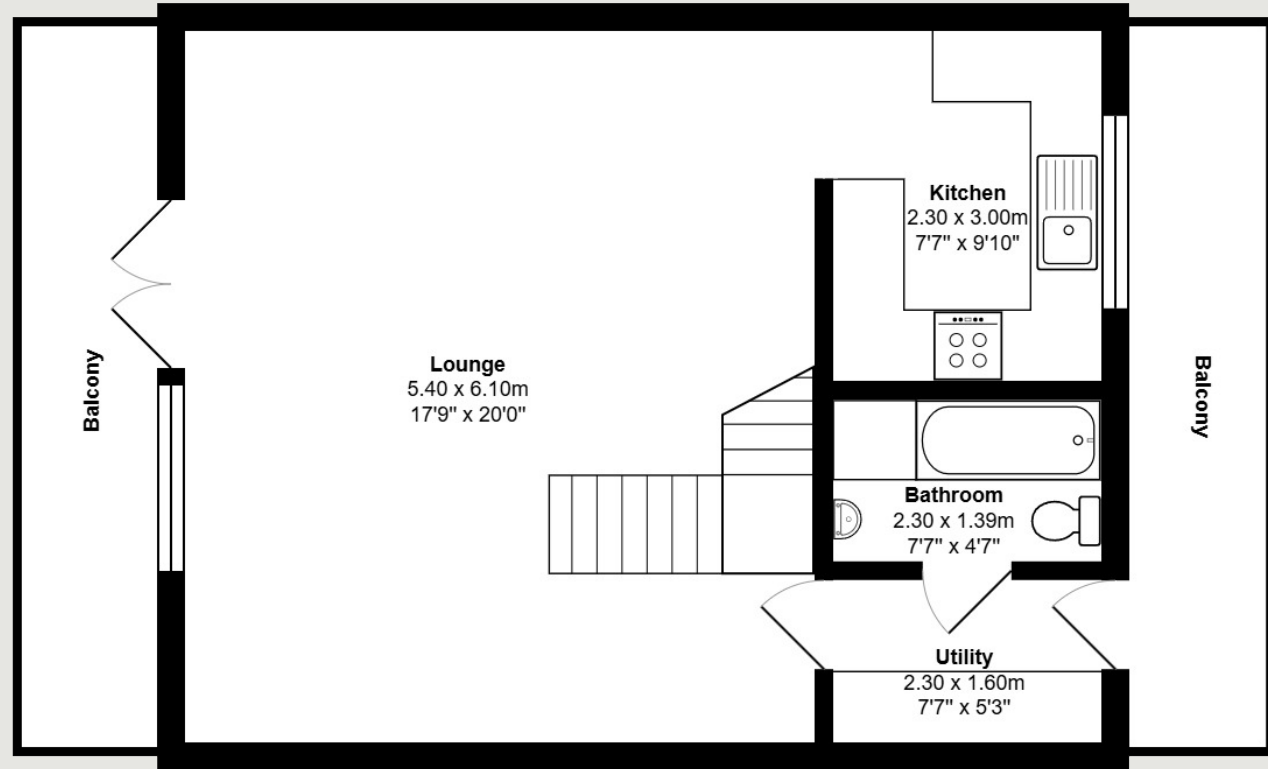 Balcony
Lounge
5.40 x 6.10m
17'9" x 20'0"
Kitchen
2.30 x 3.00m
7'7" x 9'10"
Bathroom
2.30 x 1.39m
7'7" x 4'7"
Utility
2.30 x 1.60m
7'7" x 5'3"
Balcony